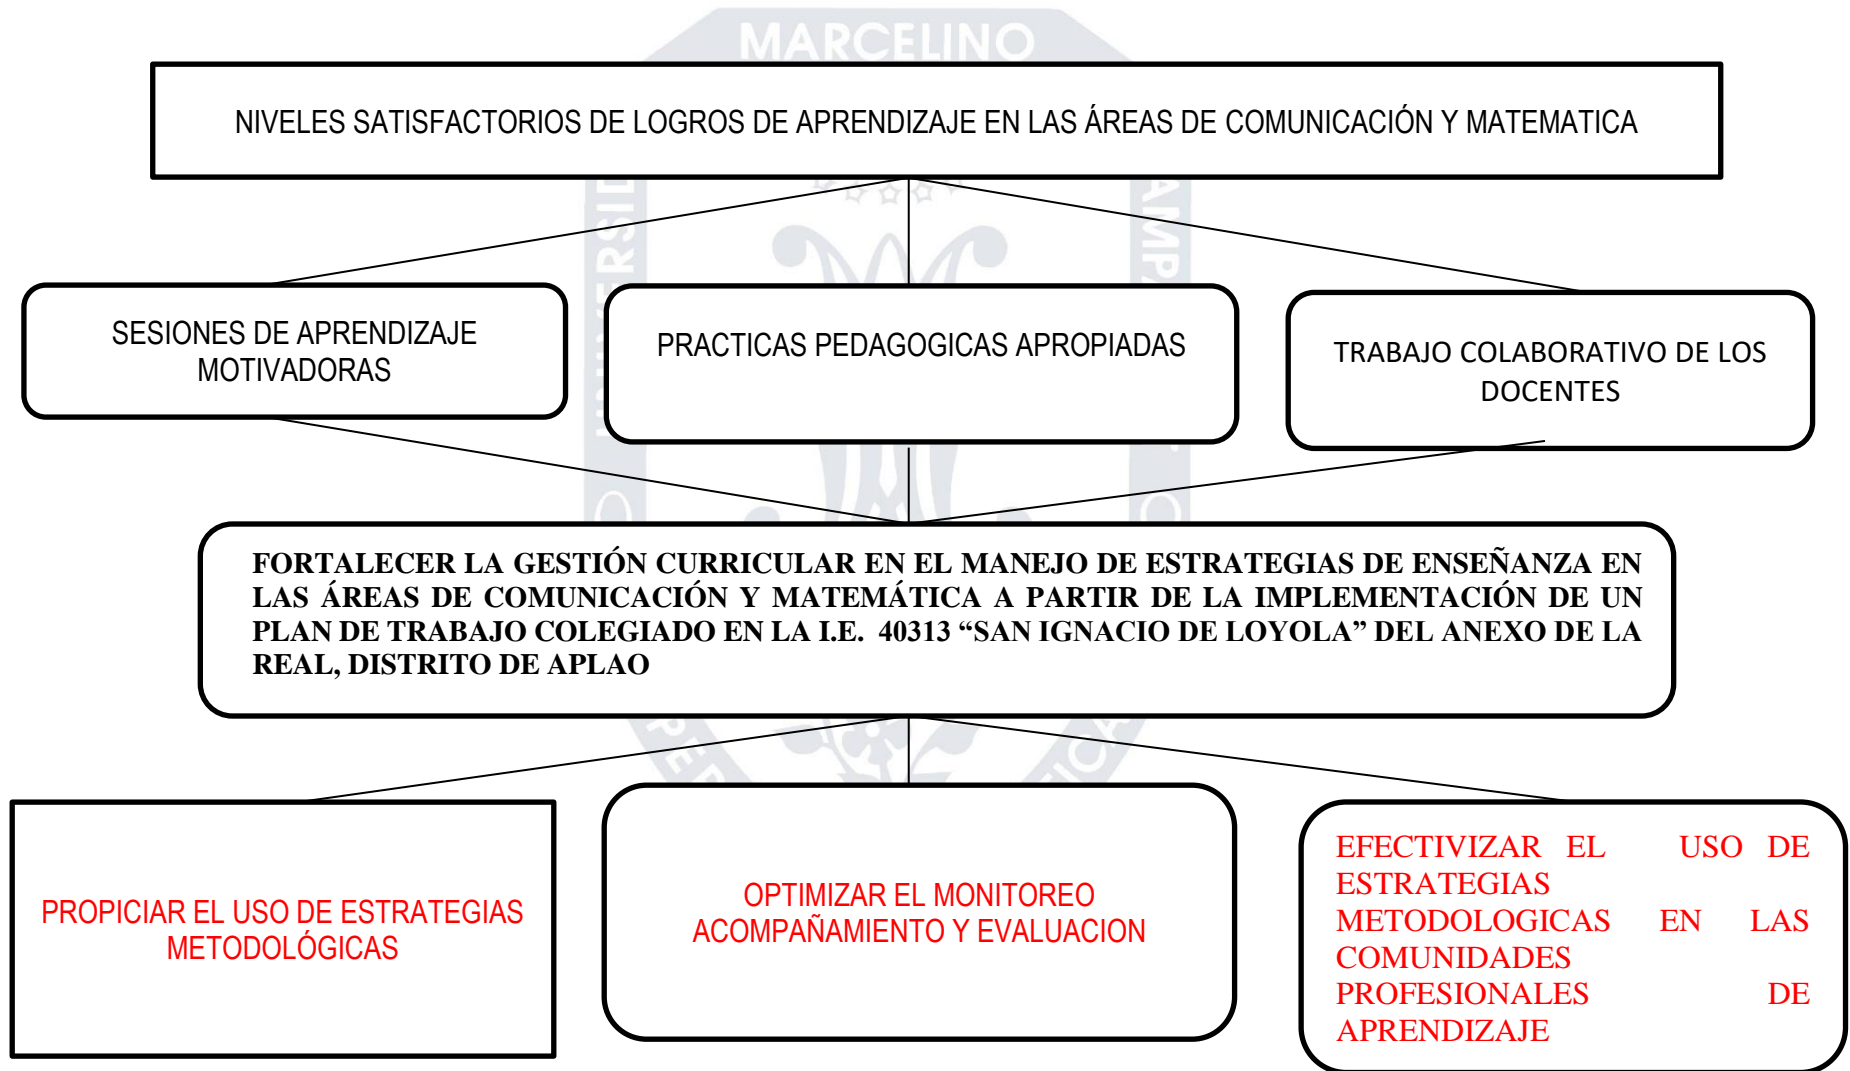 MARCELINO
NIVELES SATISFACTORIOS DE LOGROS DE APRENDIZAJE EN LAS ÁREAS DE COMUNICACIÓN Y MATEMATICA
SESIONES DE APRENDIZAJE
MOTIVADORAS
PRACTICAS PEDAGOGICAS APROPIADAS
TRABAJO COLABORATIVO DE LOS
DOCENTES
FORTALECER LA GESTIÓN CURRICULAR EN EL MANEJO DE ESTRATEGIAS DE ENSEÑANZA EN
LAS ÁREAS DE COMUNICACIÓN Y MATEMÁTICA A PARTIR DE LA IMPLEMENTACIÓN DE UN
PLAN DE TRABAJO COLEGIADO EN LA I.E. 40313 “SAN IGNACIO DE LOYOLA” DEL ANEXO DE LA
REAL, DISTRITO DE APLAO
PROPICIAR EL USO DE ESTRATEGIAS
METODOLÓGICAS
OPTIMIZAR EL MONITOREO
ACOMPAÑAMIENTO Y EVALUACION
EFECTIVIZAR EL USO DE
ESTRATEGIAS
METODOLOGICAS EN LAS
COMUNIDADES
PROFESIONALES DE
APRENDIZAJE